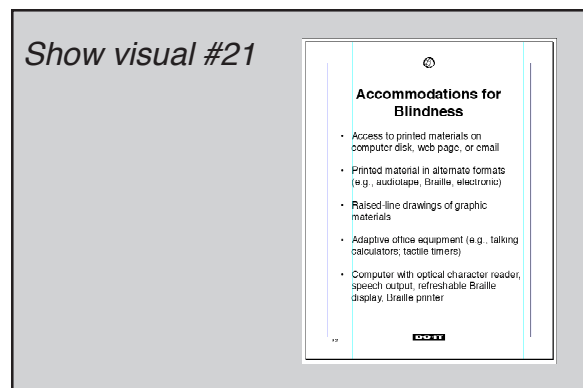 Show visual #21
Accommodations for
Blindness
• Access to printed materials on
computer disk, web page, or email
• Printed material in alternate formats
(e.g., audiotape, Braille, electronic)
• Raised-line drawings of graphic
materials
• Adaptive office equipment (e.g., talking
calculators; tactile timers)
• Computer with optical character reader,
speech output, refreshable Braille
display, Braille printer
DO-IT